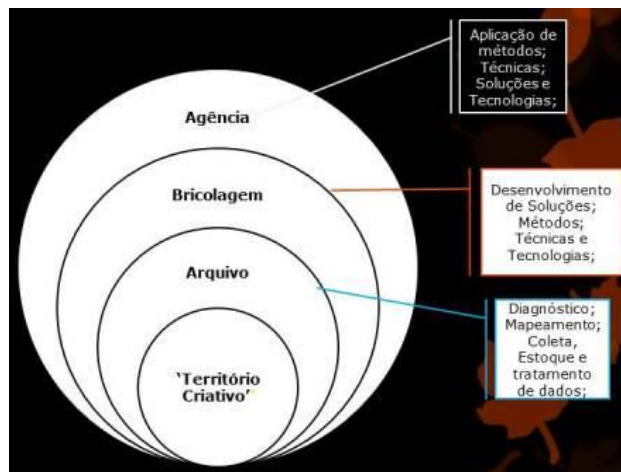 Aplicação de
métodos;
Técnicas;
Soluções e
Tecnologias;
Agência
Bricolagem
Desenvolvimento
de Soluções;
Métodos;
Técnicas e
Tecnologias;
Arquivo
Diagnóstico;
Mapeamento;
Coleta,
Estoque e
tratamento
de dados;
‘Território
Criativo’